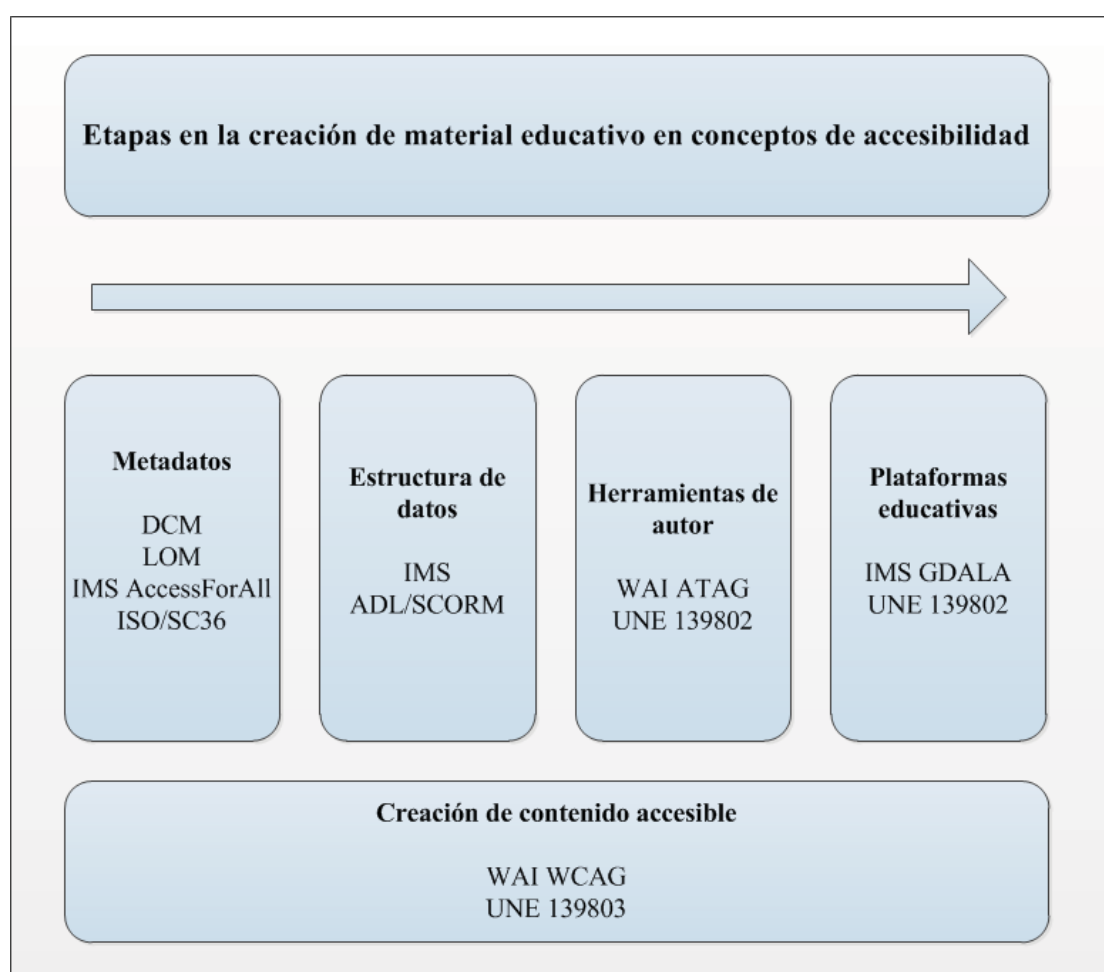 Etapas en la creación de material educativo en conceptos de accesibilidad
Metadatos
DCM
LOM
IMS AccessForAll
ISO/SC36
Estructura de
datos
IMS
ADL/SCORM
Herramientas de
autor
WAI ATAG
UNE 139802
Plataformas
educativas
IMS GDALA
UNE 139802
Creación de contenido accesible
WAI WCAG
UNE 139803